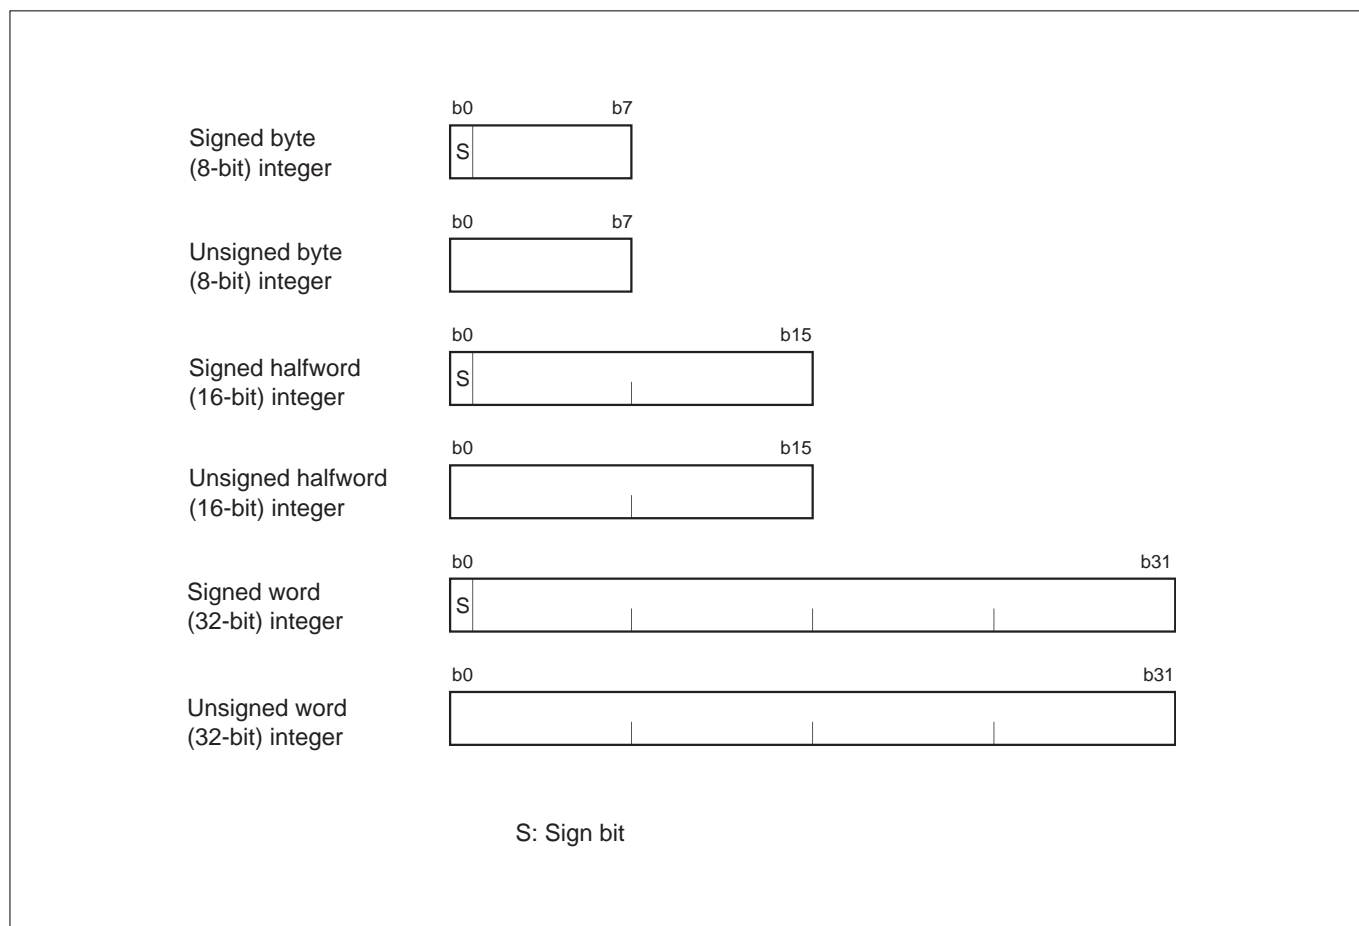 b0 b7
Signed byte
(8-bit) integer
S
b0 b7
Unsigned byte
(8-bit) integer
b0 b15
Signed halfword
(16-bit) integer
S
b0 b15
Unsigned halfword
(16-bit) integer
b0 b31
Signed word
(32-bit) integer
S
b0 b31
Unsigned word
(32-bit) integer
S: Sign bit